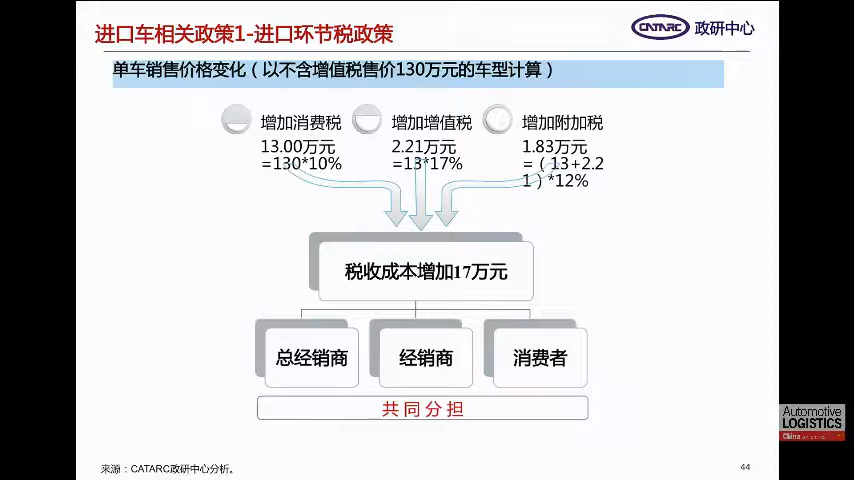 进口车相关政策1-进口环节税政策
CATARC 政研中心
单车销售价格变化（以不含增值税售价130万元的车型计算）
增加消费税
13.00万元
=130*10%
增加增值税
2.21万元
=13*17%
增加附加税
1.83万元
=（13+2.2
1）*12%
税收成本增加17万元
总经销商
经销商
消费者
共同分担
Automotive
LOGISTICS
China
来源：CATARC政研中心分析。
44